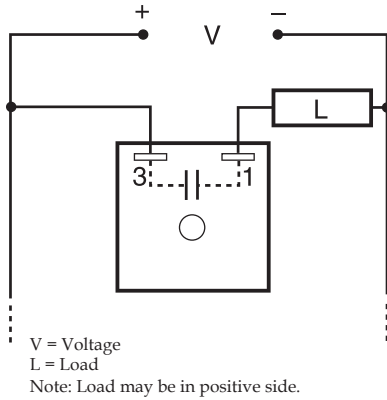 + V –
L
3 1
V = Voltage
L = Load
Note: Load may be in positive side.